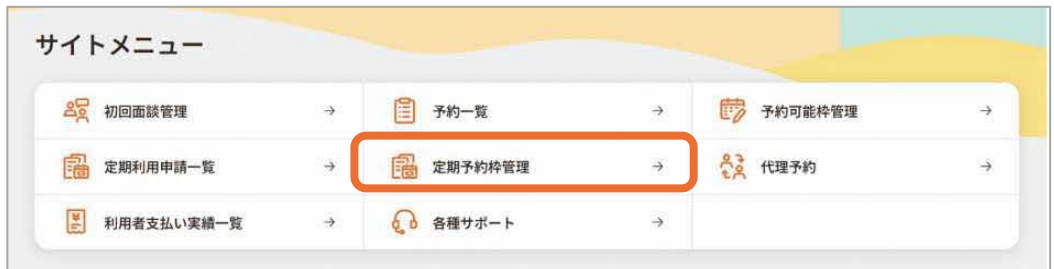 サイトメニュー
初回面談管理
予約一覧
予約可能枠管理
定期利用申請一覧
定期予約枠管理
代理予約
利用者支払い実績一覧
各種サポート